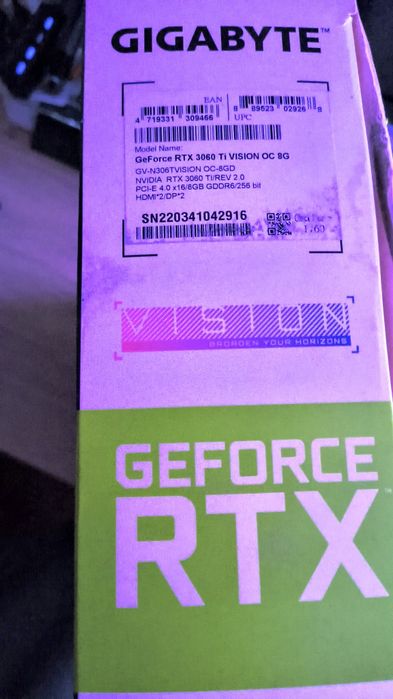 GIGABYTE™
EAN
4 719331 309466
8 89523 02926 8
UPC
Model Name:
GeForce RTX 3060 Ti VISION OC 8G
GV-N306TVISION OC-8GD
NVIDIA RTX 3060 Ti/REV 2.0
PCI-E 4.0 x16/8GB GDDR6/256 bit
HDMI*2/DP*2
SN220341042916
VISION
HORIZONS
YOUR
GEFORCE
RTX